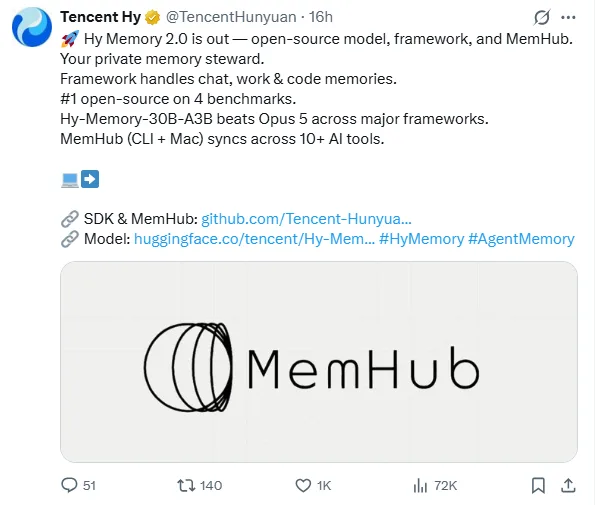 Tencent Hy @TencentHunyuan · 16h
🚀 Hy Memory 2.0 is out — open-source model, framework, and MemHub.
Your private memory steward.
Framework handles chat, work & code memories.
#1 open-source on 4 benchmarks.
Hy-Memory-30B-A3B beats Opus 5 across major frameworks.
MemHub (CLI + Mac) syncs across 10+ AI tools.
💻➡️
🔗 SDK & MemHub: github.com/Tencent-Hunyua…
🔗 Model: huggingface.co/tencent/Hy-Mem… #HyMemory #AgentMemory
MemHub
51 140 1K 72K